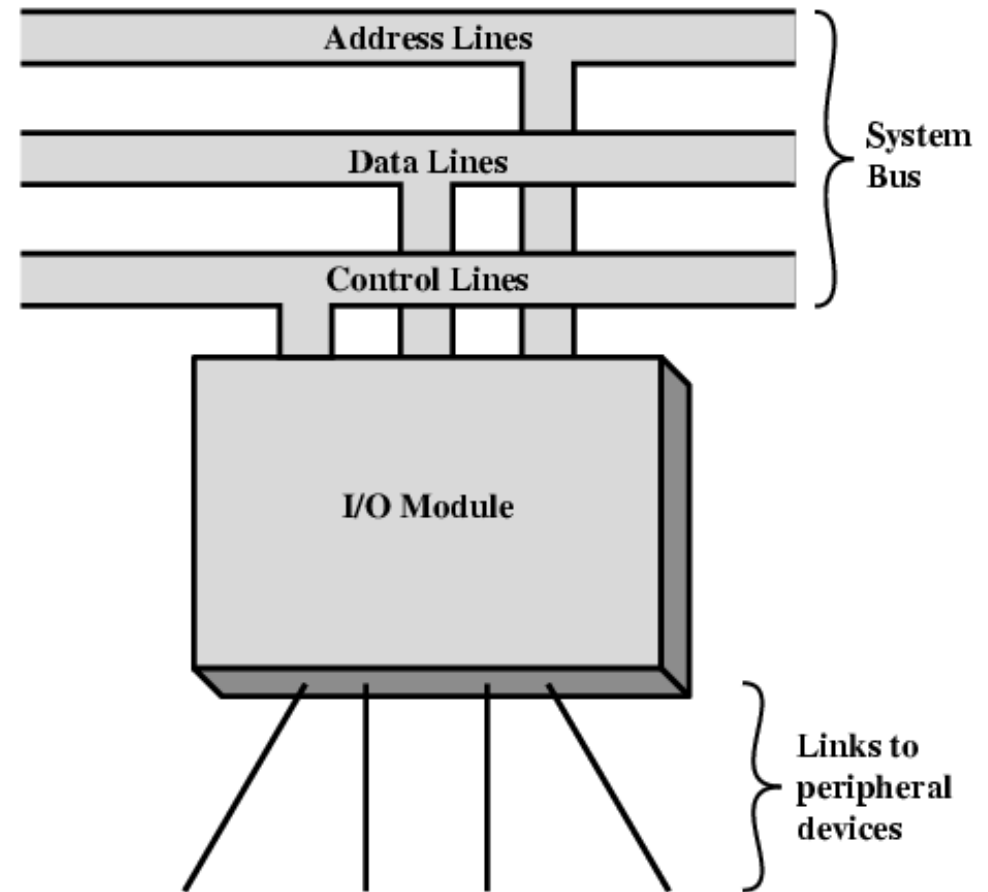 Address Lines
Data Lines
System
Bus
Control Lines
I/O Module
Links to
peripheral
devices